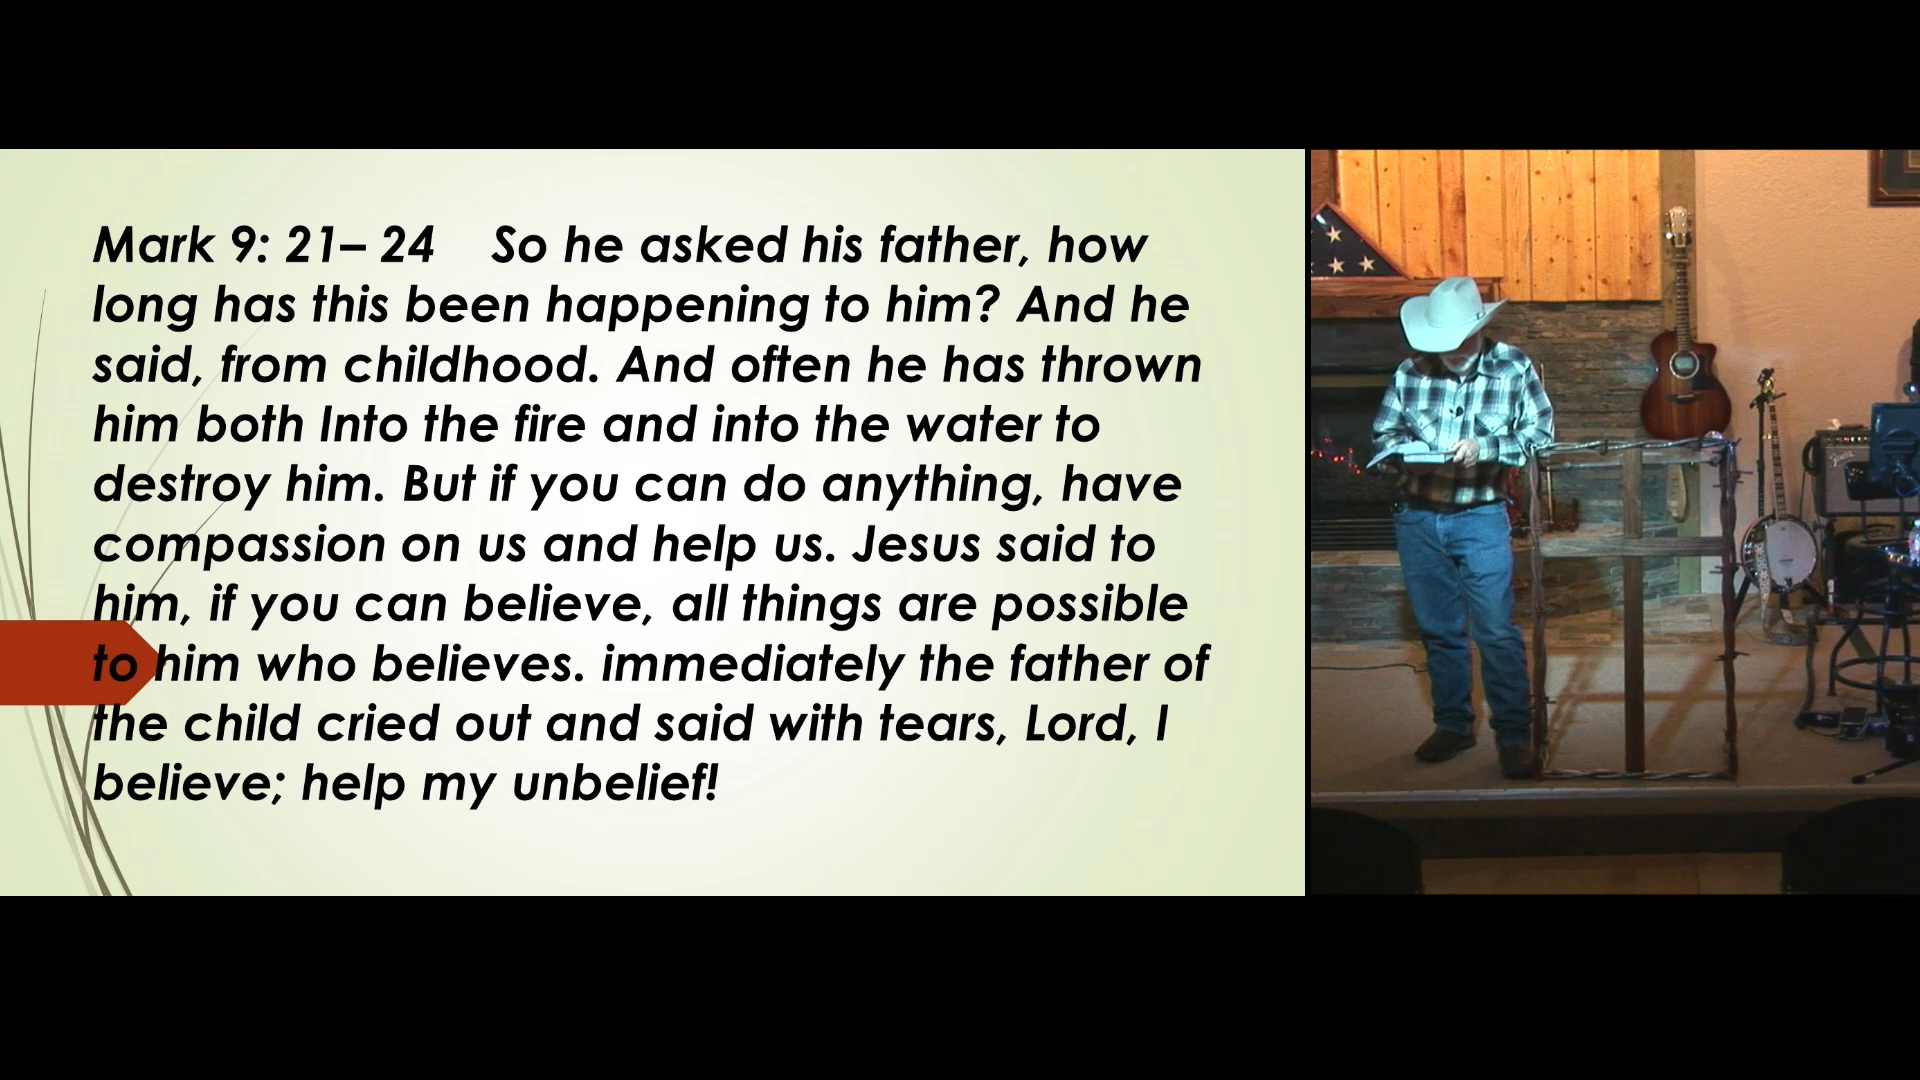 Mark 9: 21– 24 So he asked his father, how
long has this been happening to him? And he
said, from childhood. And often he has thrown
him both Into the fire and into the water to
destroy him. But if you can do anything, have
compassion on us and help us. Jesus said to
him, if you can believe, all things are possible
to him who believes. immediately the father of
the child cried out and said with tears, Lord, I
believe; help my unbelief!